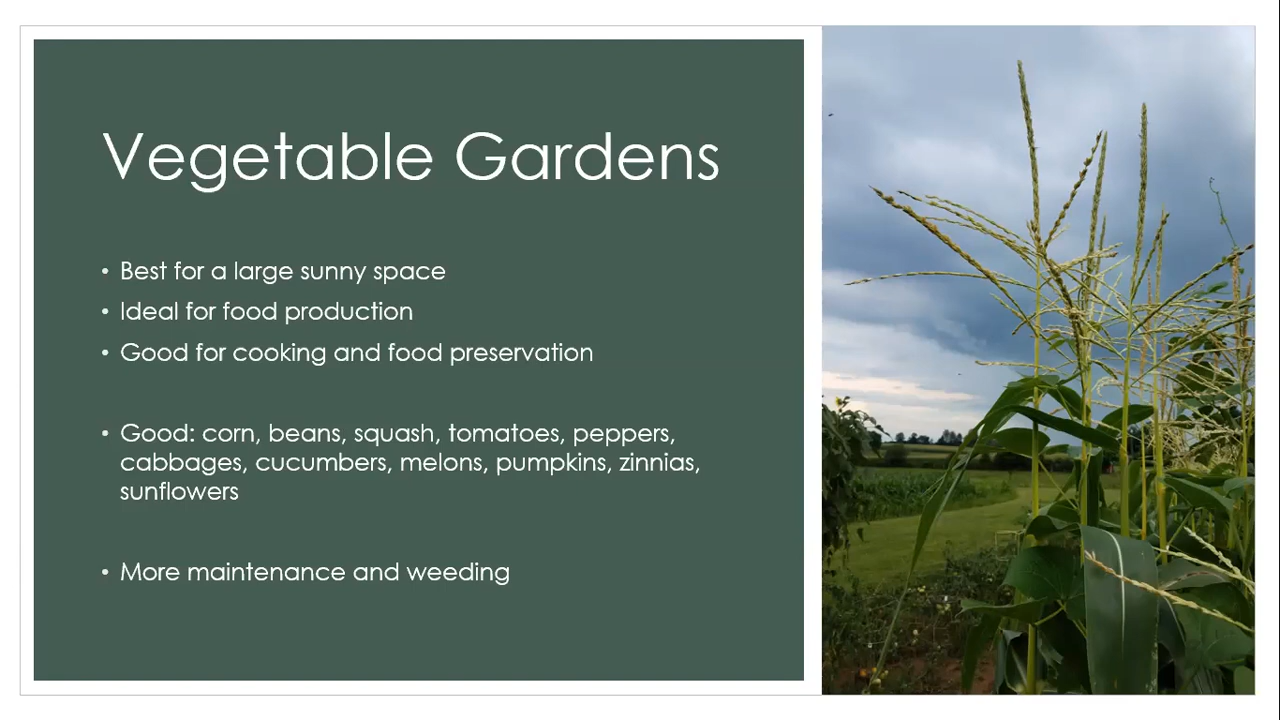 Vegetable Gardens
• Best for a large sunny space
• Ideal for food production
• Good for cooking and food preservation
• Good: corn, beans, squash, tomatoes, peppers,
cabbages, cucumbers, melons, pumpkins, zinnias,
sunflowers
• More maintenance and weeding